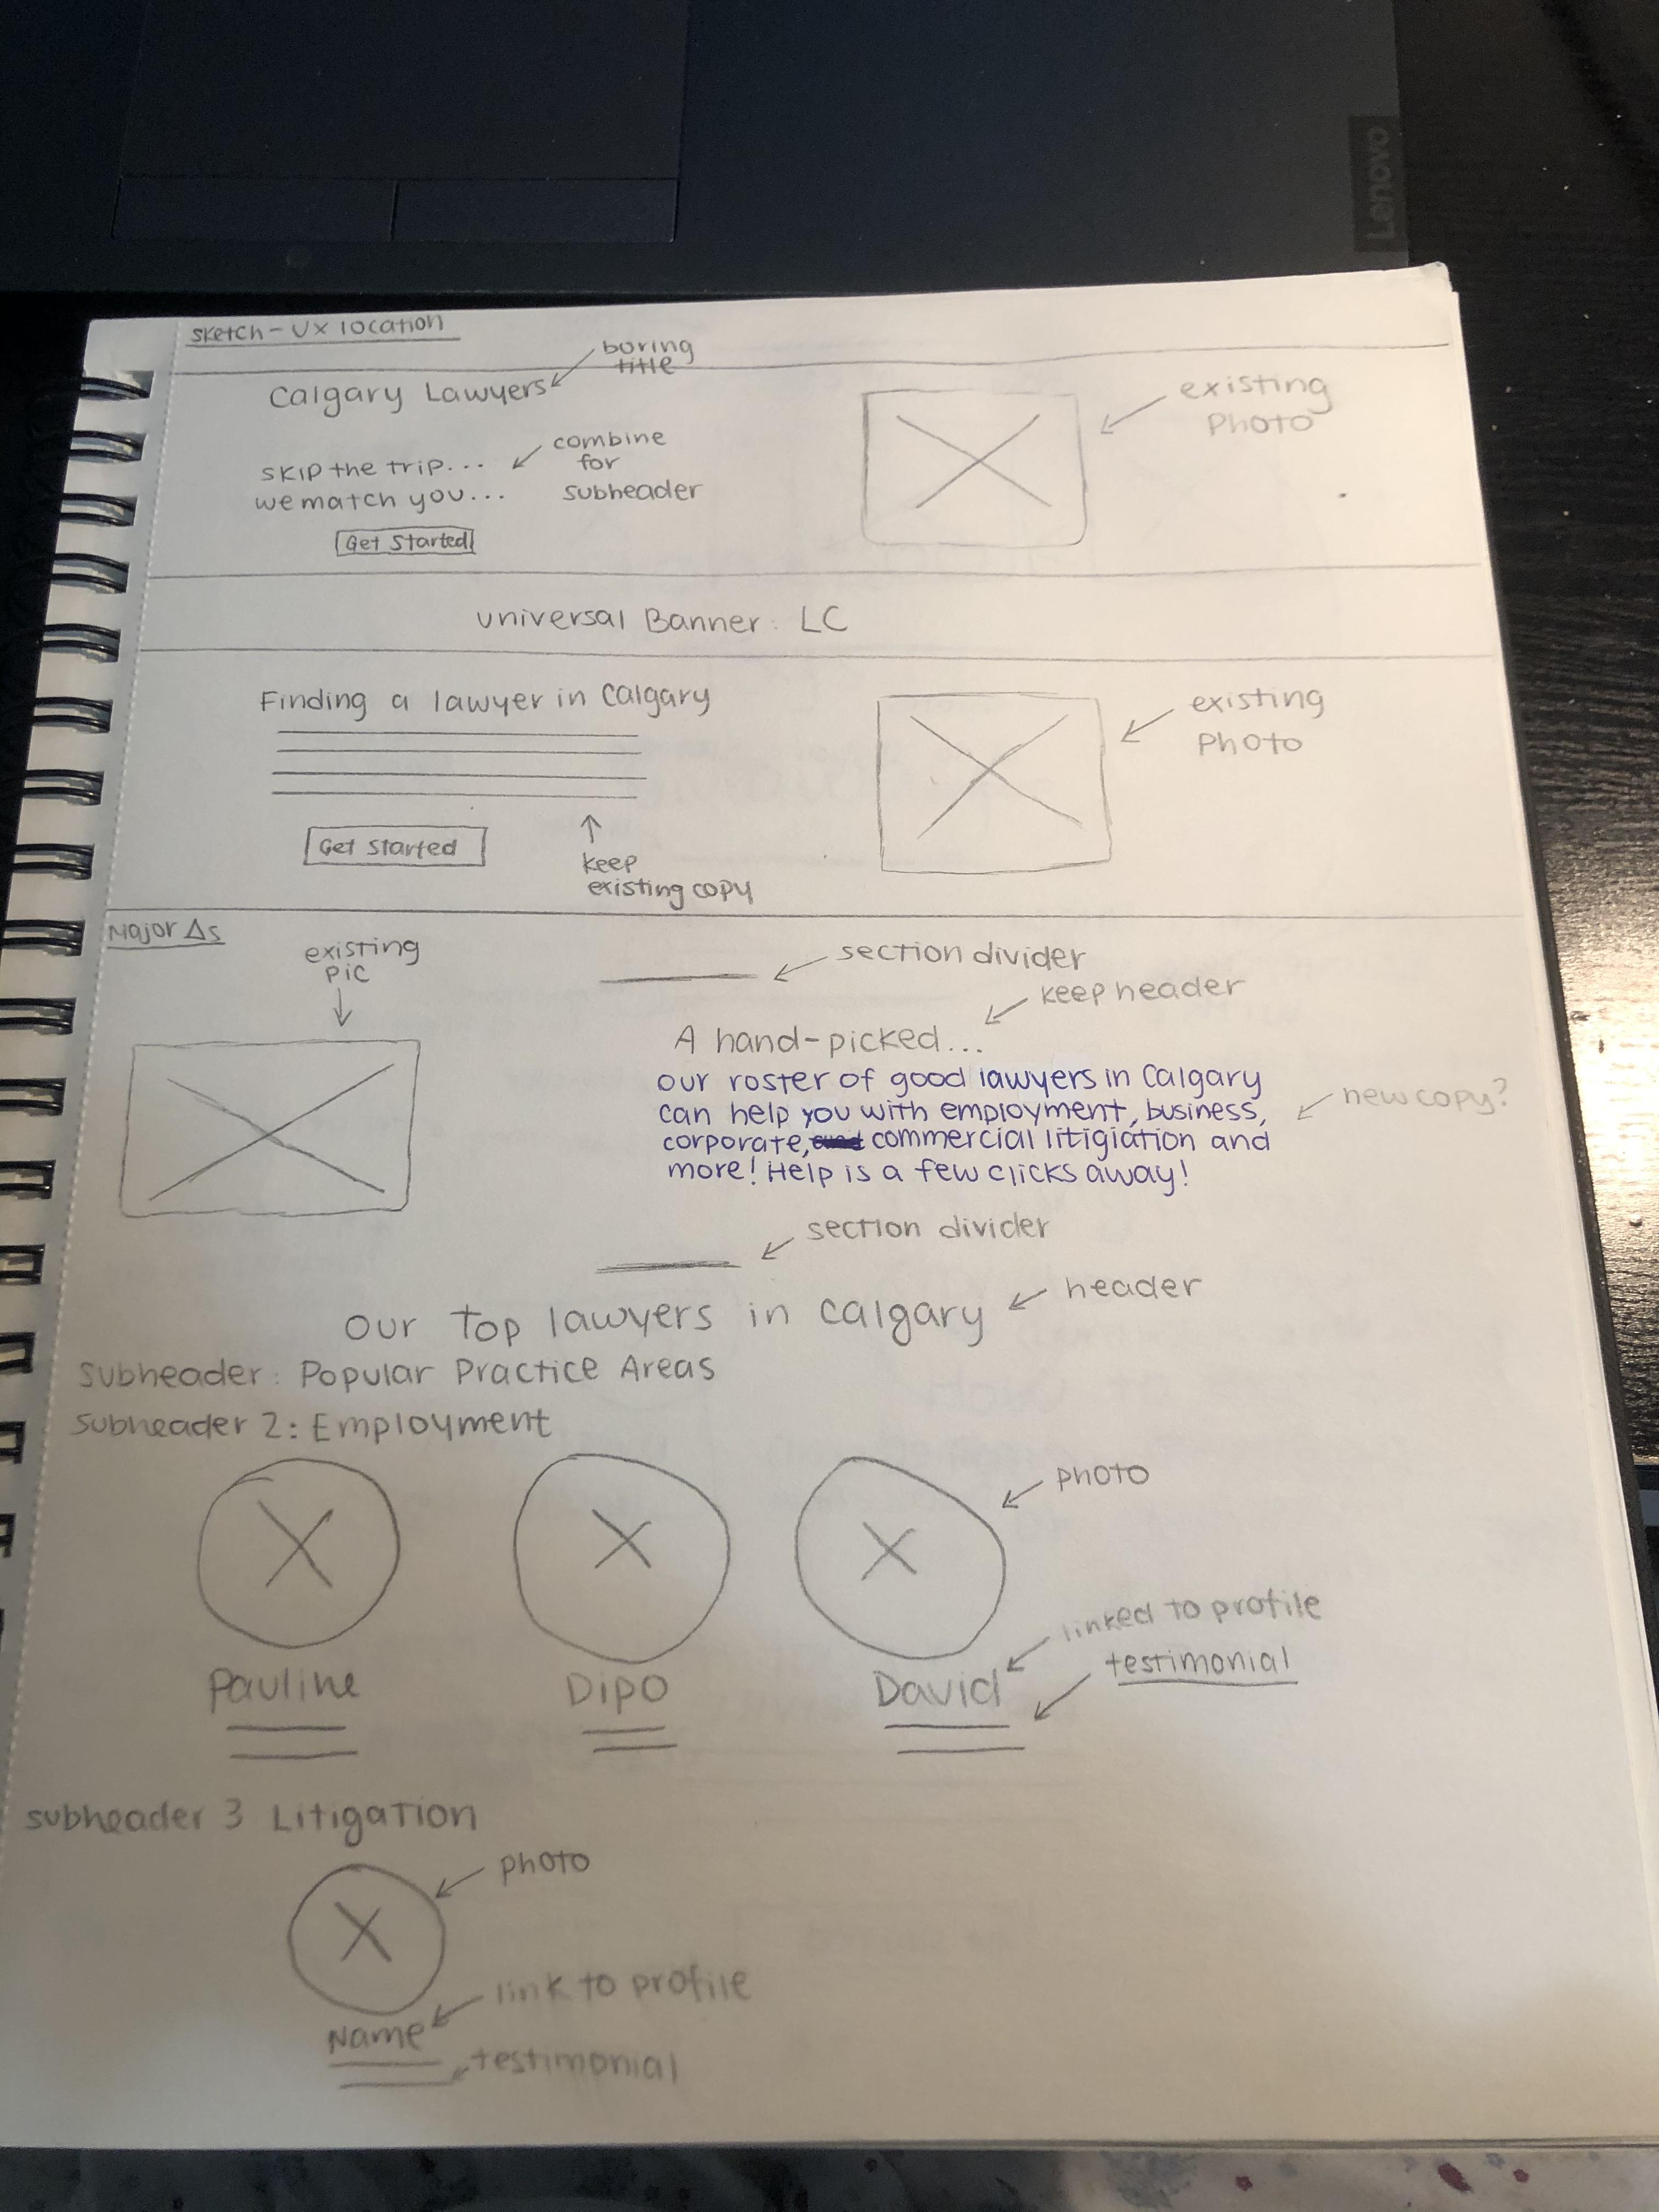 Lenovo
Sketch - UX location
boring
title
Calgary Lawyers
existing
Photo
combine
for
subheader
skip the trip...
we match you...
Get Started
universal Banner: LC
Finding a lawyer in Calgary
existing
Photo
Get started
keep
existing copy
Major Δs
existing
pic
section divider
keep header
A hand-picked...
our roster of good lawyers in Calgary
can help you with employment, business,
corporate, and commercial litigiation and
more! Help is a few clicks away!
new copy?
section divider
header
Our Top lawyers in Calgary
Subheader: Popular Practice Areas
Subheader 2: Employment
photo
linked to profile
testimonial
Pauline
Dipo
David
subheader 3 Litigation
photo
link to profile
Name
testimonial